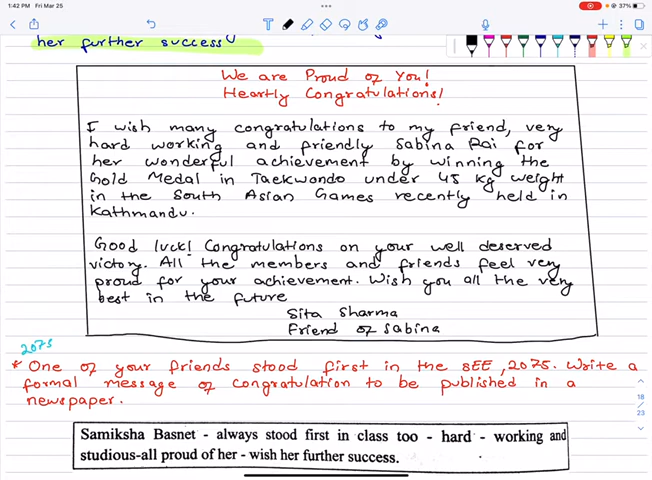 1:42 PM Fri Mar 25
37%
her further success
We are Proud of You!
Heartly Congratulations!
I wish many congratulations to my friend, very
hard working and friendly Sabina Rai for
her wonderful achievement by winning the
Gold Medal in Taekwondo under 45 kg weight
in the South Asian Games recently held in
Kathmandu.
Good luck! Congratulations on your well deserved
victory. All the members and friends feel very
proud for your achievement. Wish you all the very
best in the future
Sita Sharma
Friend of Sabina
2075
* One of your friends stood first in the SEE, 2075. Write a
formal message of congratulation to be published in a
newspaper.
18
/
23
Samiksha Basnet - always stood first in class too - hard - working and
studious-all proud of her - wish her further success.